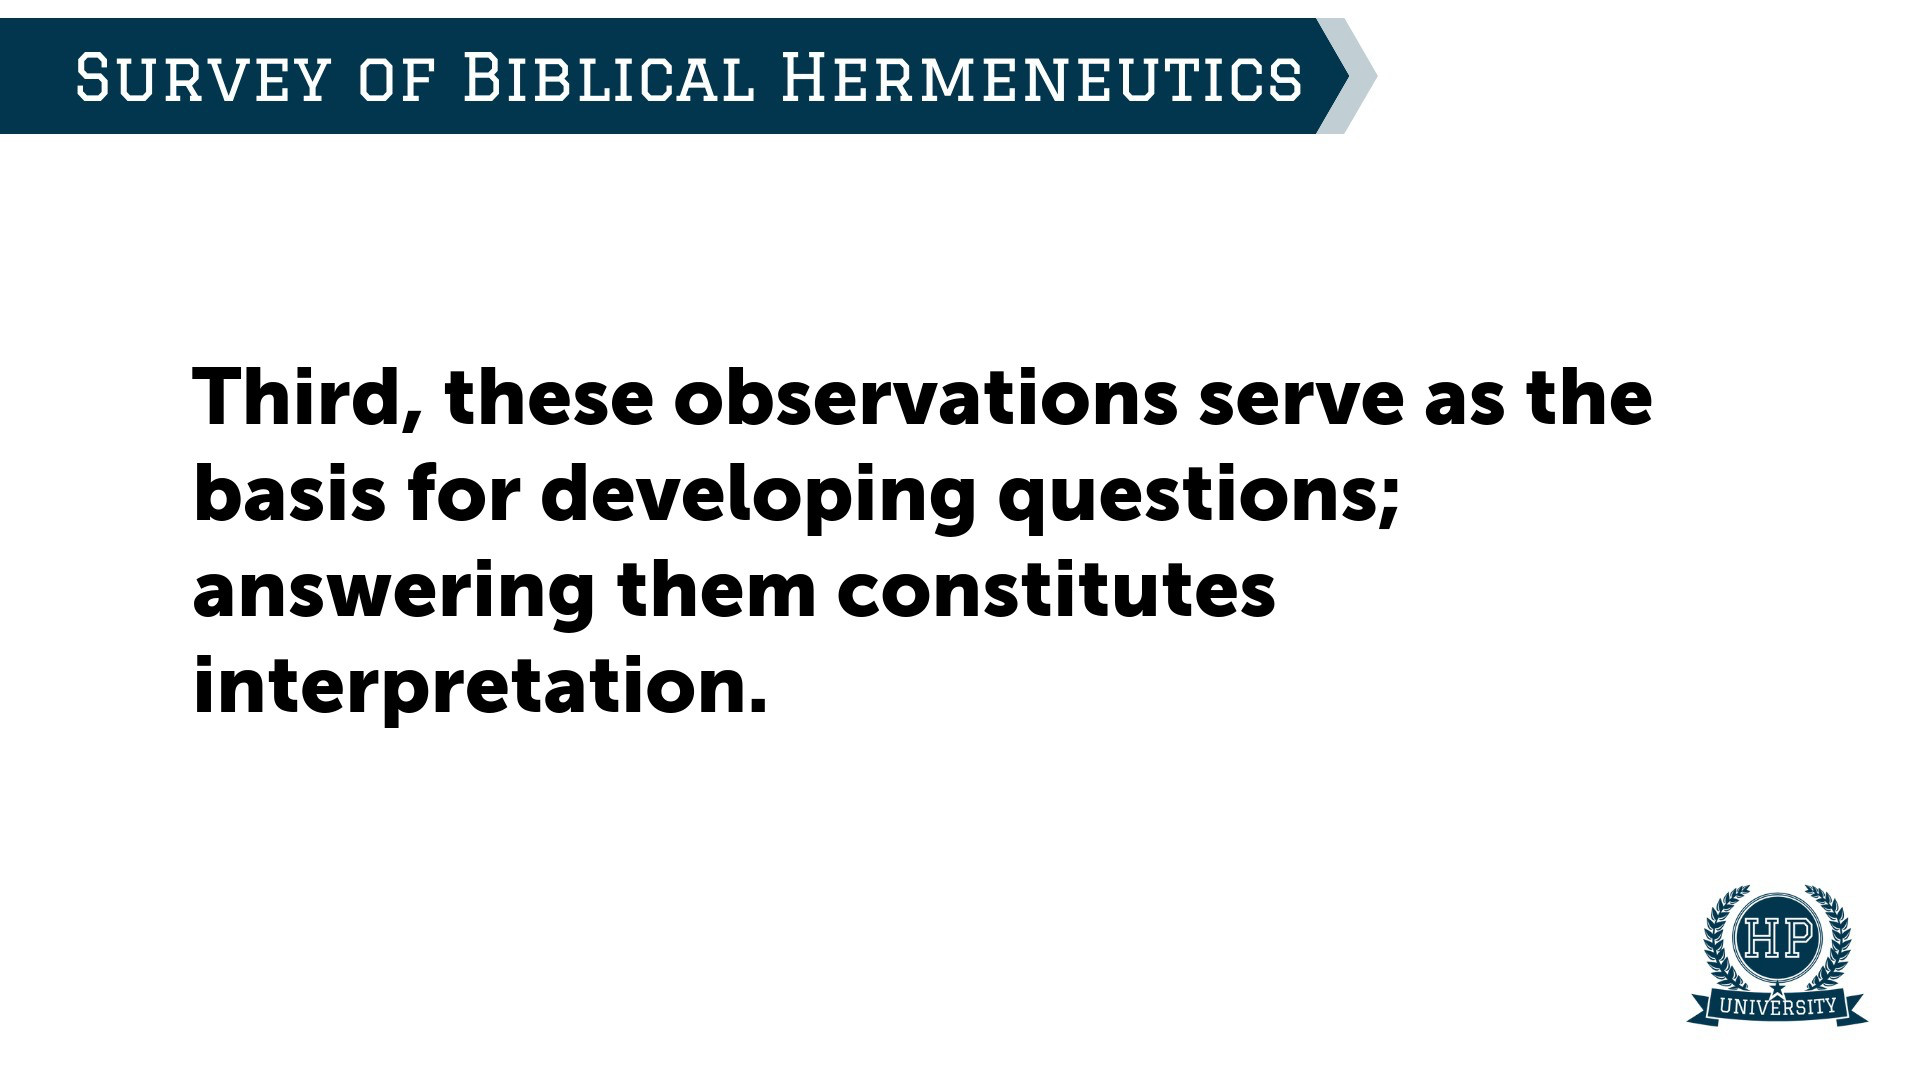 Survey of Biblical Hermeneutics
Third, these observations serve as the
basis for developing questions;
answering them constitutes
interpretation.
HP
UNIVERSITY